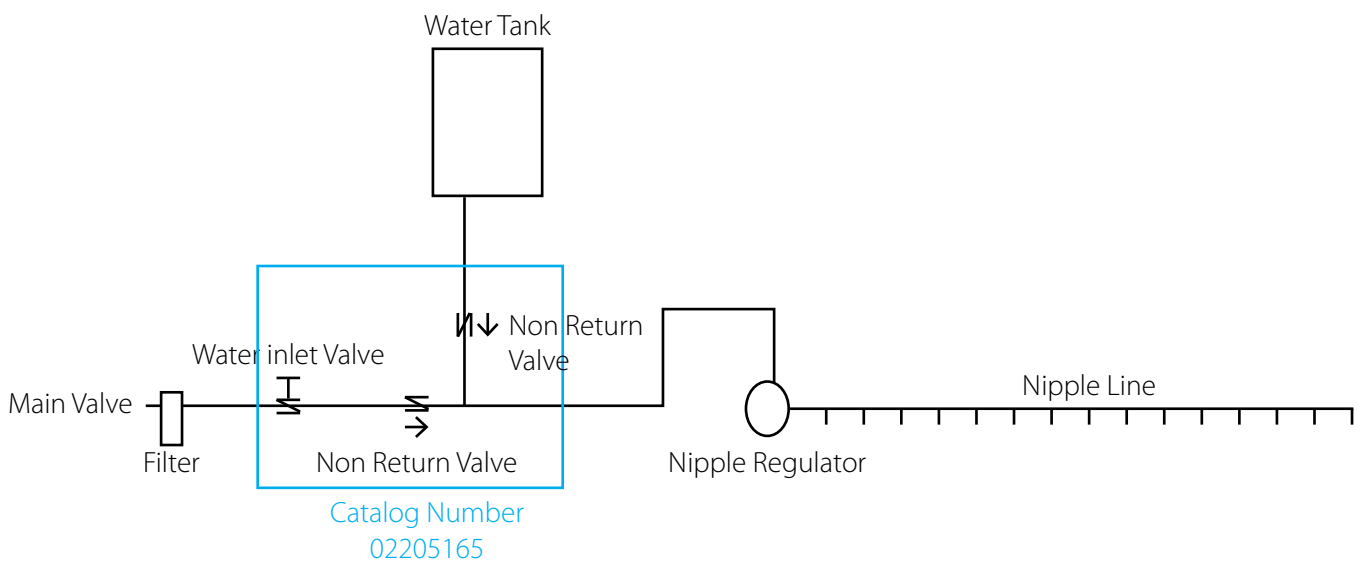 Water Tank
Non Return
Valve
Water inlet Valve
Main Valve
Nipple Line
Filter
Non Return Valve
Nipple Regulator
Catalog Number
02205165